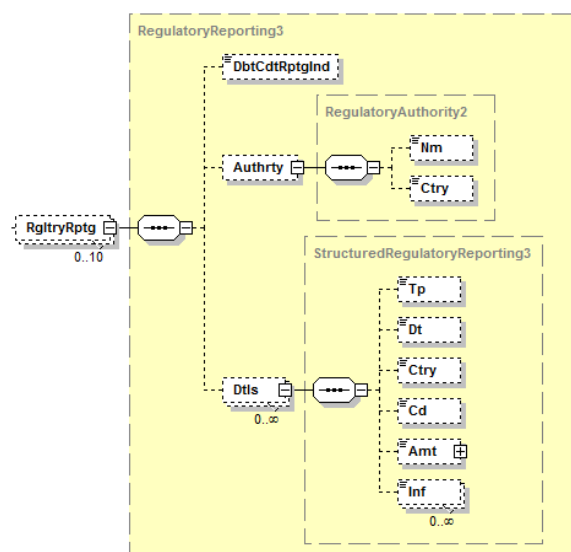 RegulatoryReporting3
DbtCdtRptgInd
RegulatoryAuthority2
Nm
Authrty
Ctry
RgltryRptg
0..10
StructuredRegulatoryReporting3
Tp
Dt
Ctry
Dtls
0..∞
Cd
Amt
Inf
0..∞